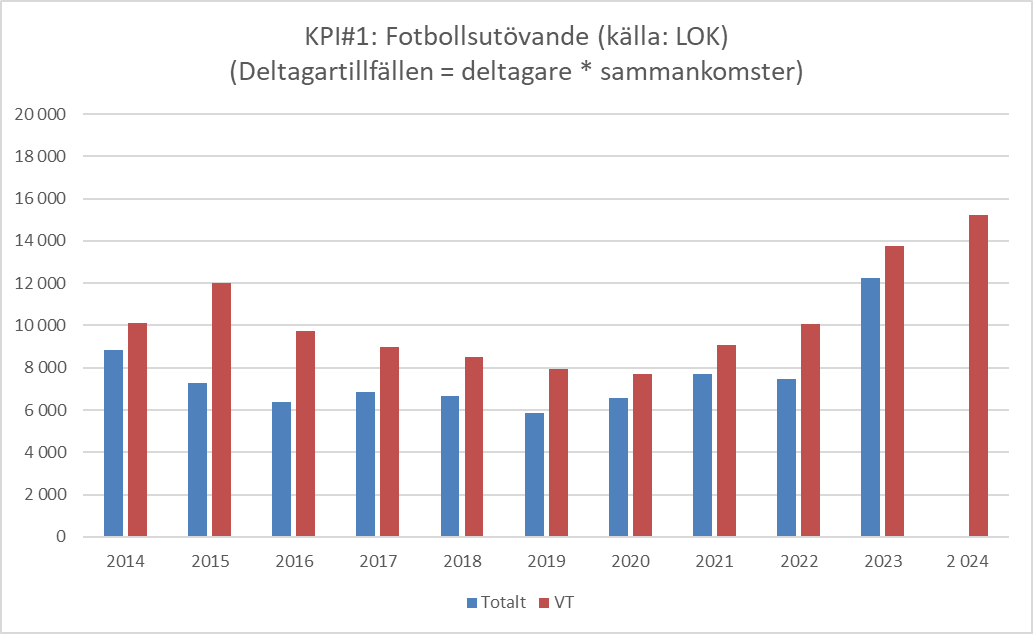 KPI#1: Fotbollsutövande (källa: LOK)
(Deltagartillfällen = deltagare * sammankomster)
20 000
18 000
16 000
14 000
12 000
10 000
8 000
6 000
4 000
2 000
0
2014 2015 2016 2017 2018 2019 2020 2021 2022 2023 2 024
Totalt VT